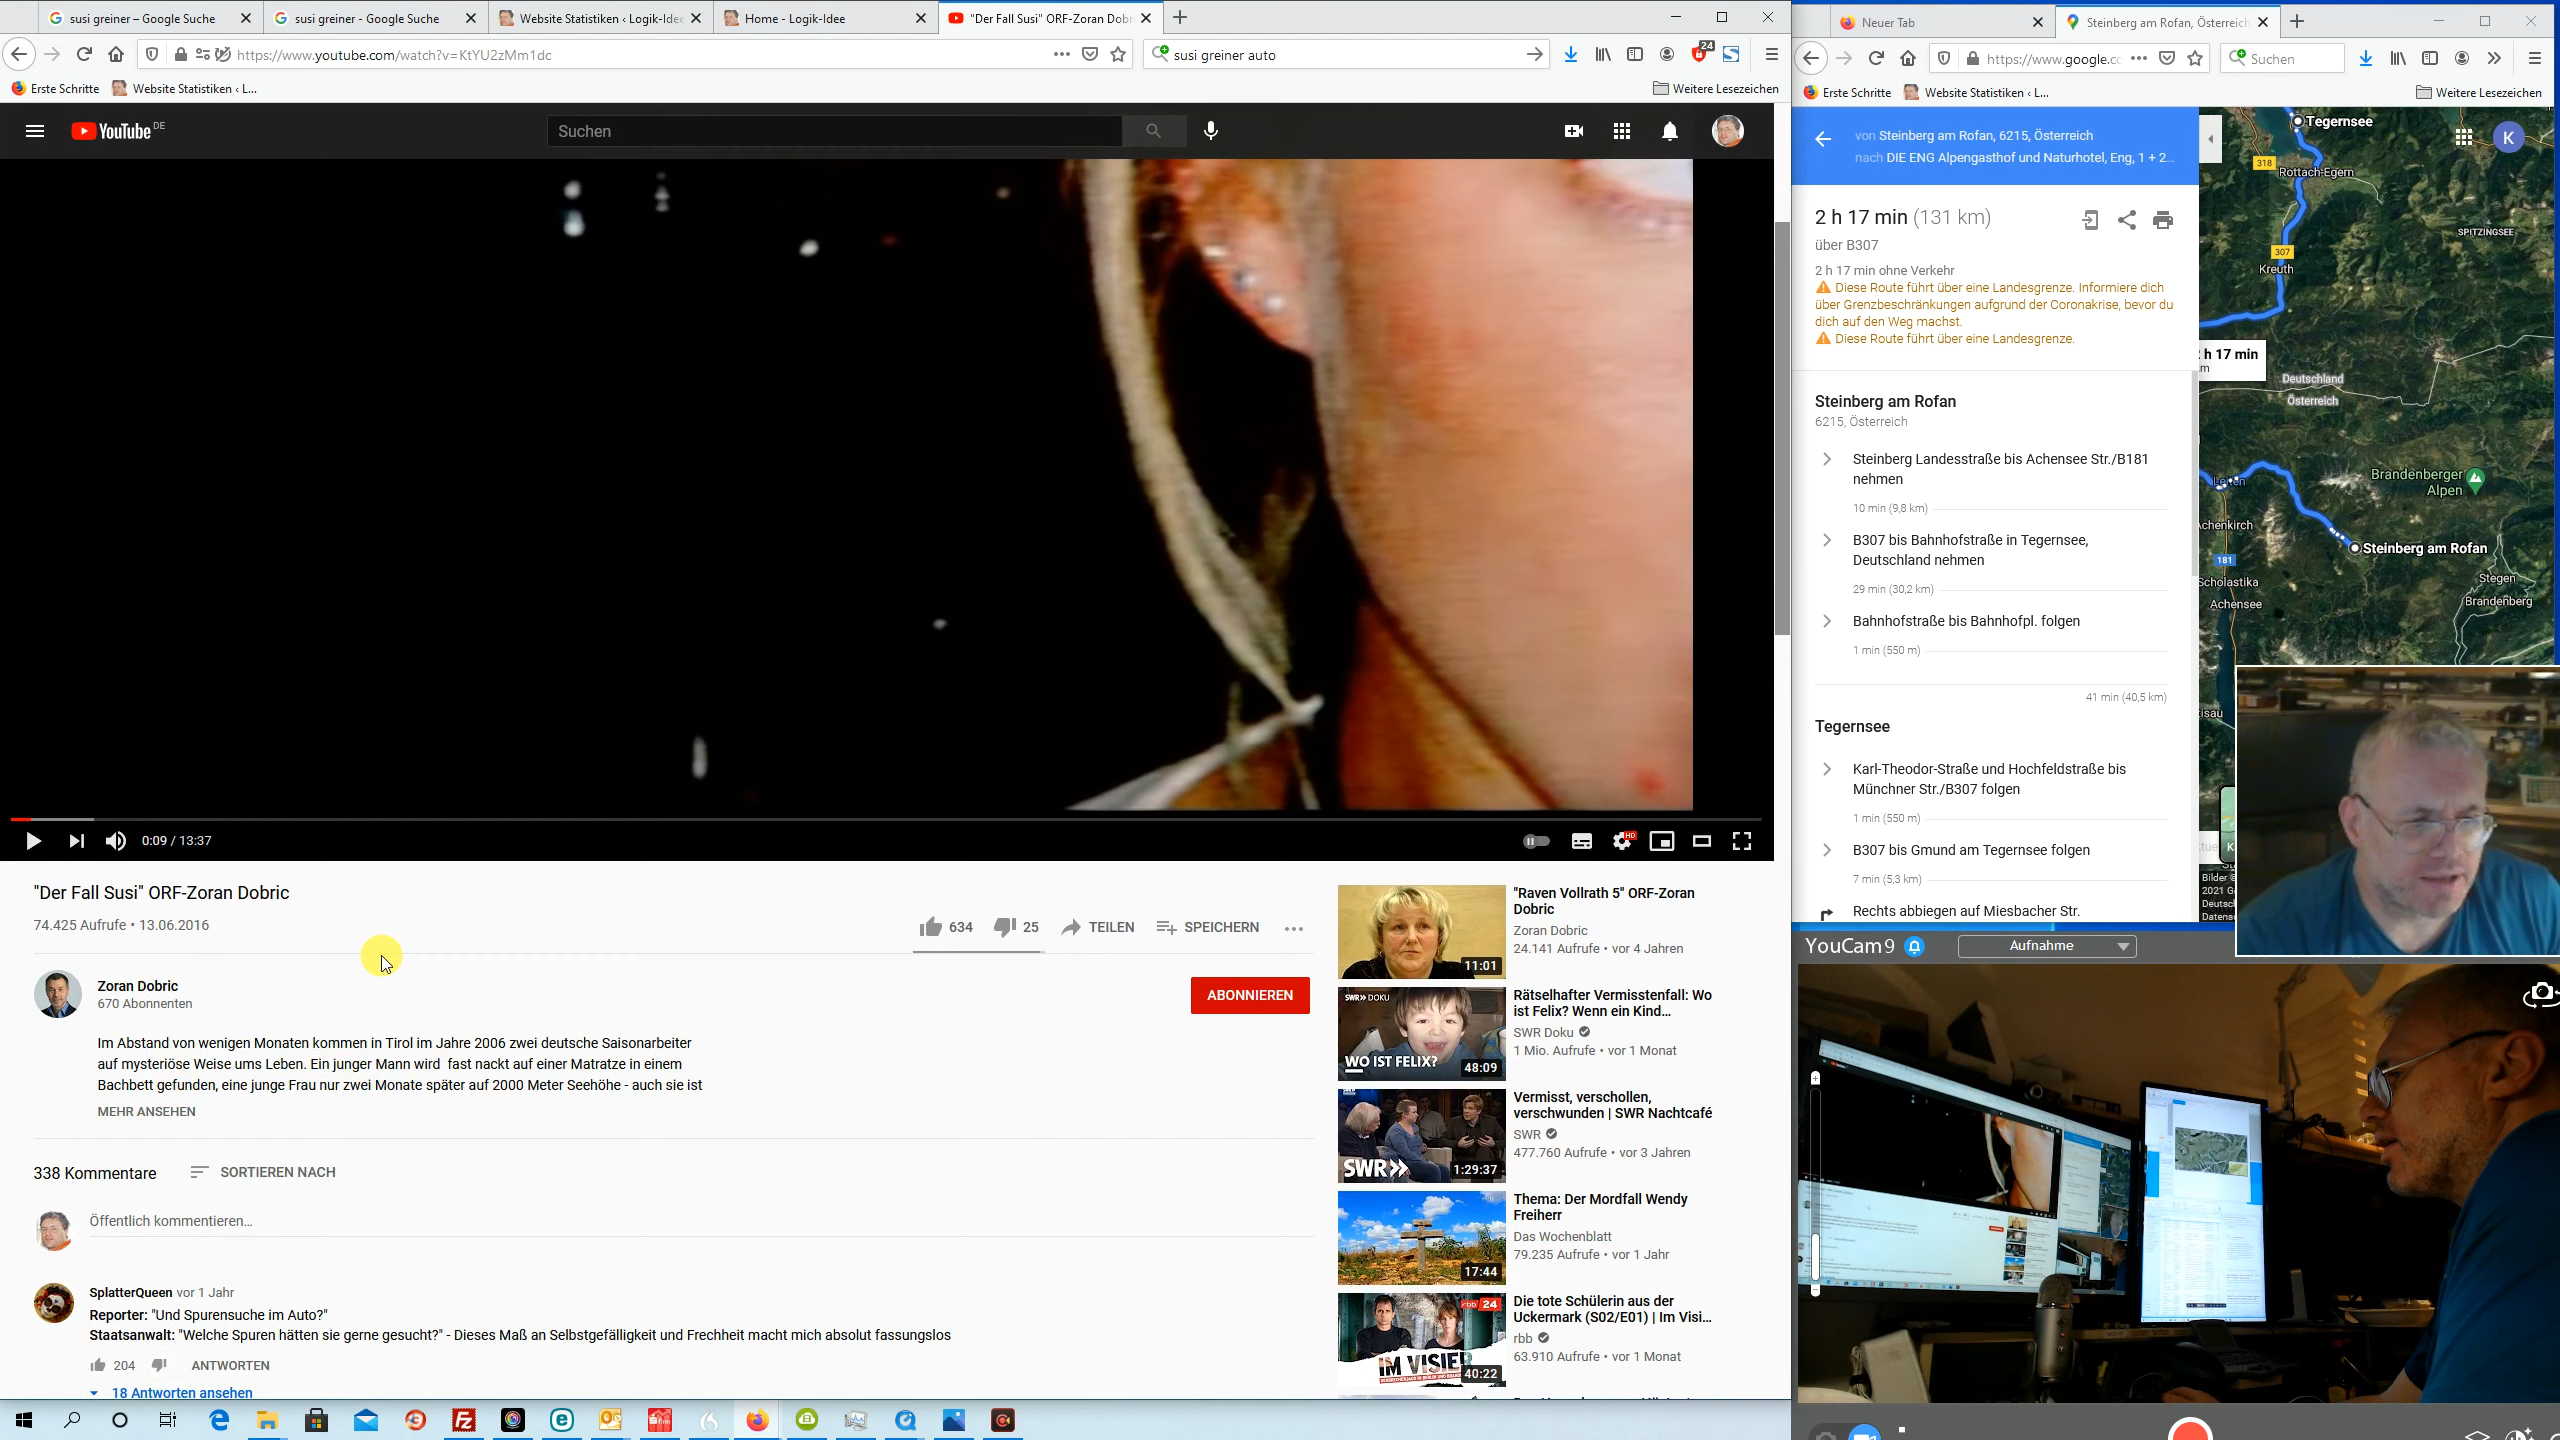 susi greiner – Google Suche
susi greiner - Google Suche
Website Statistiken ‹ Logik-Idee
Home - Logik-Idee
"Der Fall Susi" ORF-Zoran Dobr
https://www.youtube.com/watch?v=KtYU2zMm1dc
susi greiner auto
24
Erste Schritte
Website Statistiken ‹ L...
Weitere Lesezeichen
YouTube DE
Suchen
0:09 / 13:37
HD
"Der Fall Susi" ORF-Zoran Dobric
74.425 Aufrufe • 13.06.2016
634
25
TEILEN
SPEICHERN
Zoran Dobric
670 Abonnenten
ABONNIEREN
Im Abstand von wenigen Monaten kommen in Tirol im Jahre 2006 zwei deutsche Saisonarbeiter
auf mysteriöse Weise ums Leben. Ein junger Mann wird fast nackt auf einer Matratze in einem
Bachbett gefunden, eine junge Frau nur zwei Monate später auf 2000 Meter Seehöhe - auch sie ist
MEHR ANSEHEN
338 Kommentare
SORTIEREN NACH
Öffentlich kommentieren...
SplatterQueen vor 1 Jahr
Reporter: "Und Spurensuche im Auto?"
Staatsanwalt: "Welche Spuren hätten sie gerne gesucht?" - Dieses Maß an Selbstgefälligkeit und Frechheit macht mich absolut fassungslos
204
ANTWORTEN
18 Antworten ansehen
"Raven Vollrath 5" ORF-Zoran
Dobric
Zoran Dobric
24.141 Aufrufe • vor 4 Jahren
11:01
Rätselhafter Vermisstenfall: Wo
ist Felix? Wenn ein Kind...
SWR Doku
1 Mio. Aufrufe • vor 1 Monat
SWR» DOKU
WO IST FELIX?
48:09
Vermisst, verschollen,
verschwunden | SWR Nachtcafé
SWR
477.760 Aufrufe • vor 3 Jahren
SWR»
1:29:37
Thema: Der Mordfall Wendy
Freiherr
Das Wochenblatt
79.235 Aufrufe • vor 1 Jahr
17:44
Die tote Schülerin aus der
Uckermark (S02/E01) | Im Visi...
rbb
63.910 Aufrufe • vor 1 Monat
rbb 24
IM VISIER
40:22
Neuer Tab
Steinberg am Rofan, Österreich
https://www.google.cc
Suchen
Erste Schritte
Website Statistiken ‹ L...
Weitere Lesezeichen
von Steinberg am Rofan, 6215, Österreich
nach DIE ENG Alpengasthof und Naturhotel, Eng, 1 + 2...
2 h 17 min (131 km)
über B307
2 h 17 min ohne Verkehr
Diese Route führt über eine Landesgrenze. Informiere dich
über Grenzbeschränkungen aufgrund der Coronakrise, bevor du
dich auf den Weg machst.
Diese Route führt über eine Landesgrenze.
Steinberg am Rofan
6215, Österreich
Steinberg Landesstraße bis Achensee Str./B181
nehmen
10 min (9,8 km)
B307 bis Bahnhofstraße in Tegernsee,
Deutschland nehmen
29 min (30,2 km)
Bahnhofstraße bis Bahnhofpl. folgen
1 min (550 m)
41 min (40,5 km)
Tegernsee
Karl-Theodor-Straße und Hochfeldstraße bis
Münchner Str./B307 folgen
1 min (550 m)
B307 bis Gmund am Tegernsee folgen
7 min (5,3 km)
Rechts abbiegen auf Miesbacher Str.
Tegernsee
K
318
Rottach-Egern
SPITZINGSEE
307
Kreuth
h 17 min
Deutschland
Österreich
Brandenberger
Alpen
Achenkirch
Steinberg am Rofan
181
Scholastika
Achensee
Stegen
Brandenberg
YouCam 9
Aufnahme